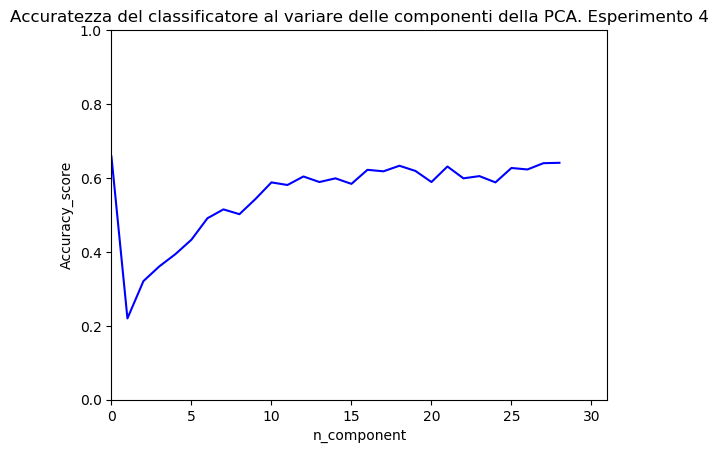 Accuratezza del classificatore al variare delle componenti della PCA. Esperimento 4
1.0
0.8
0.6
0.4
0.2
0.0
Accuracy_score
0 5 10 15 20 25 30
n_component